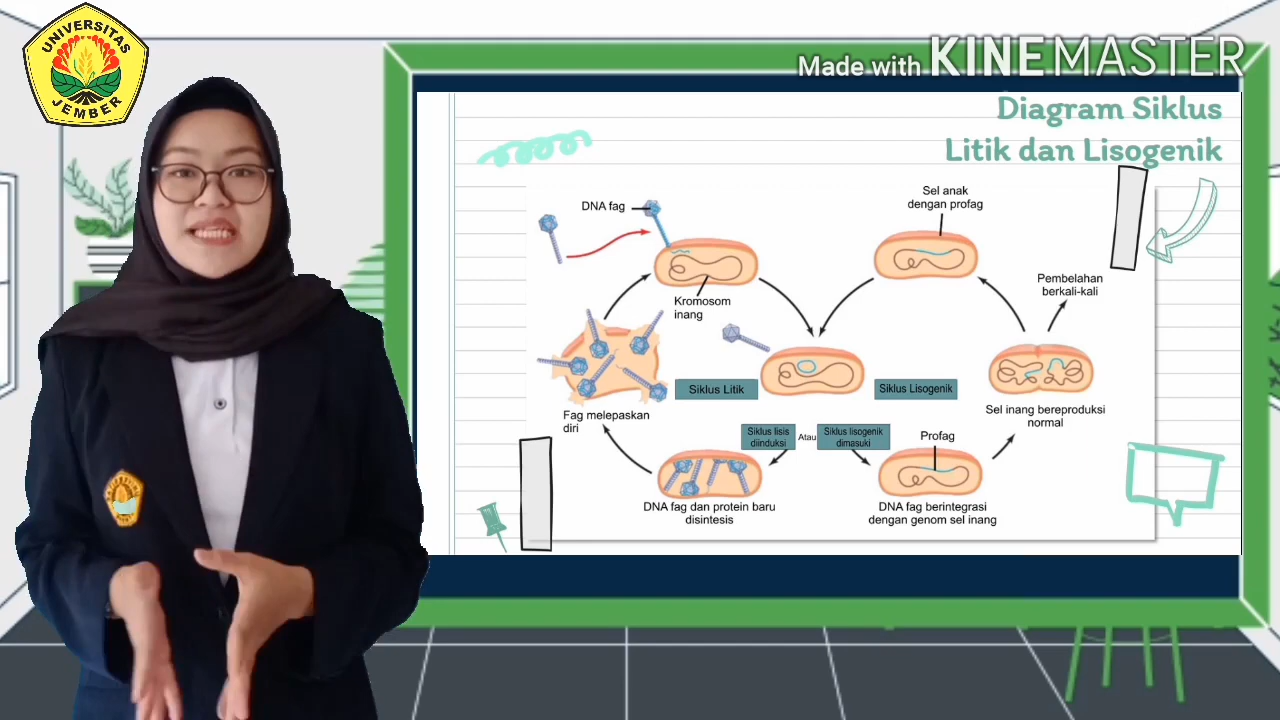 UNIVERSITAS
JEMBER
Made with KINEMASTER
Diagram Siklus
Litik dan Lisogenik
DNA fag
Sel anak
dengan profag
Kromosom
inang
Pembelahan
berkali-kali
Siklus Litik
Siklus Lisogenik
Fag melepaskan
diri
Sel inang bereproduksi
normal
Siklus lisis
diinduksi
Atau
Siklus lisogenik
dimasuki
Profag
DNA fag dan protein baru
disintesis
DNA fag berintegrasi
dengan genom sel inang